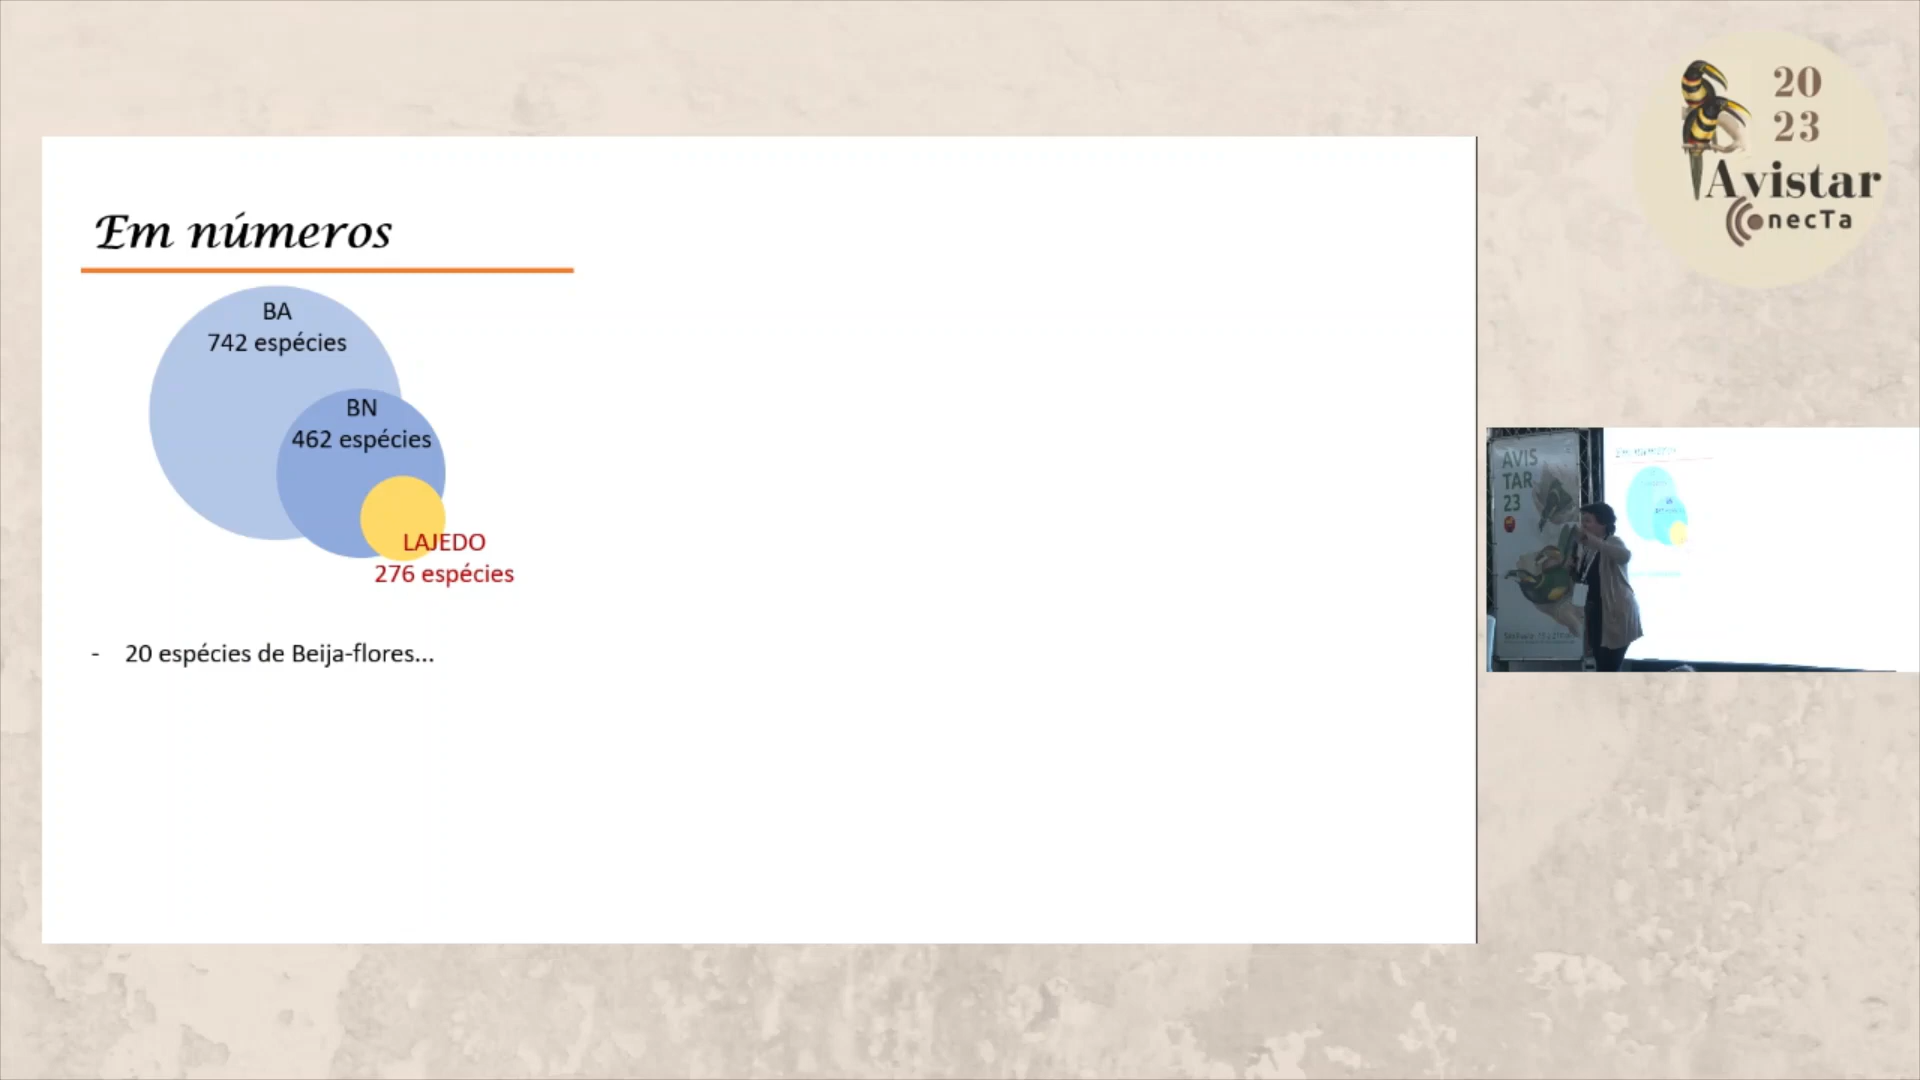 Em números
BA
742 espécies
BN
462 espécies
LAJEDO
276 espécies
- 20 espécies de Beija-flores...
20
23
Avistar
ConecTa
AVIS
TAR
23